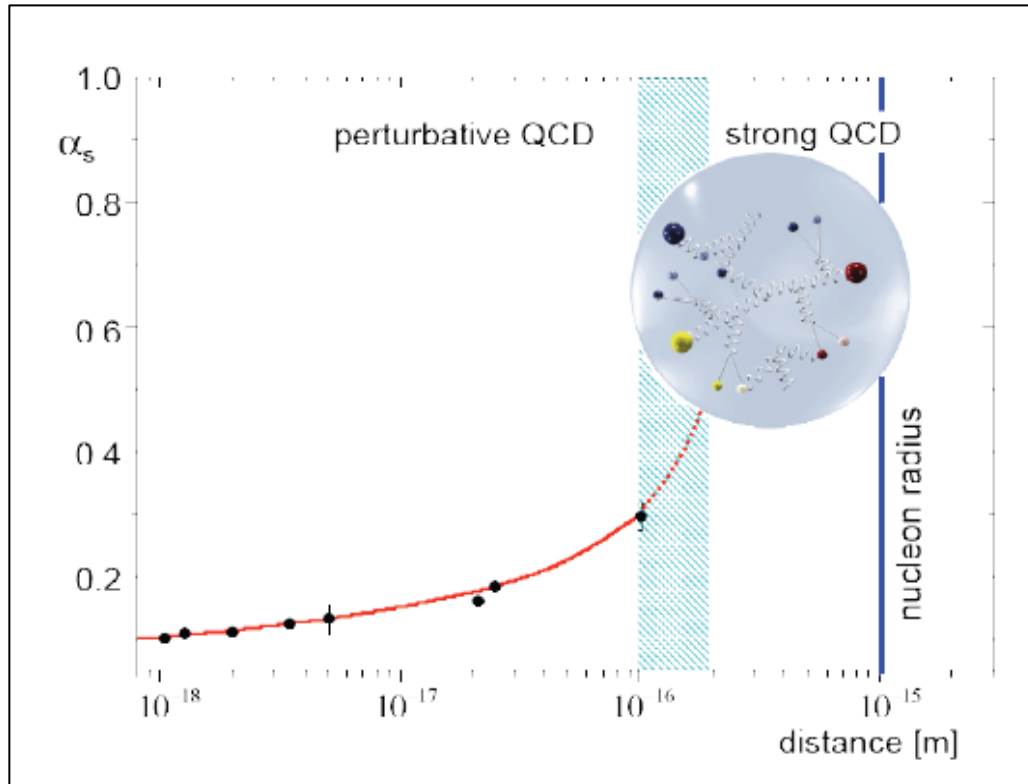 1.0
perturbative QCD
strong QCD
αs
0.8
0.6
0 4
0.2
nucleon radius
10⁻¹⁸
10⁻¹⁷
10⁻¹⁶
10⁻¹⁵
distance [m]